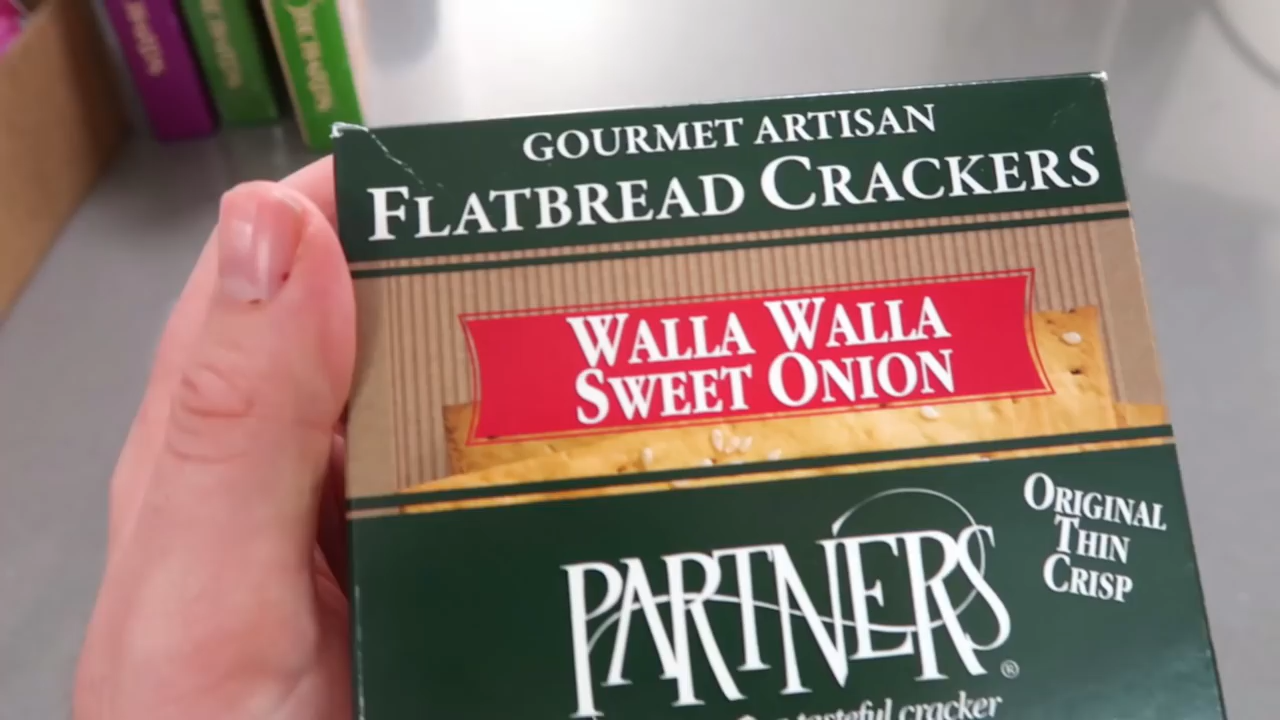 GOURMET ARTISAN
FLATBREAD CRACKERS
WALLA WALLA
SWEET ONION
ORIGINAL
THIN
CRISP
PARTNERS®
tasteful cracker